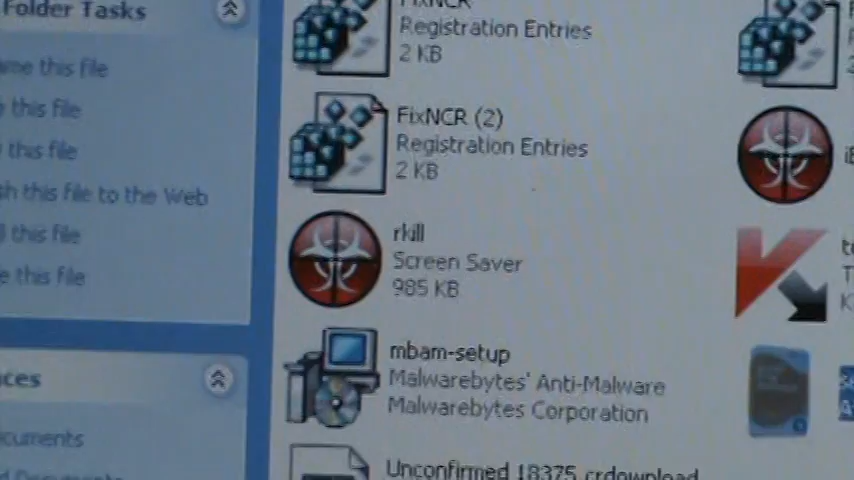 Folder Tasks
me this file
this file
this file
sh this file to the Web
this file
e this file
ces
cuments
FixNCR
Registration Entries
2 KB
FixNCR (2)
Registration Entries
2 KB
rkill
Screen Saver
985 KB
mbam-setup
Malwarebytes' Anti-Malware
Malwarebytes Corporation
Unconfirmed 18375.crdownload